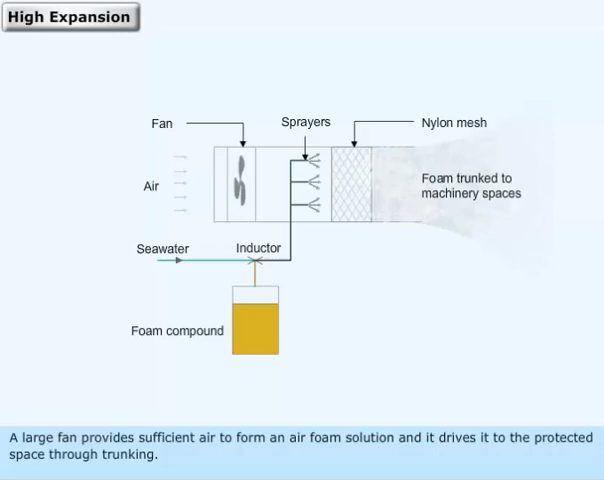 High Expansion
Fan
Sprayers
Nylon mesh
Air
Foam trunked to
machinery spaces
Seawater
Inductor
Foam compound
A large fan provides sufficient air to form an air foam solution and it drives it to the protected
space through trunking.